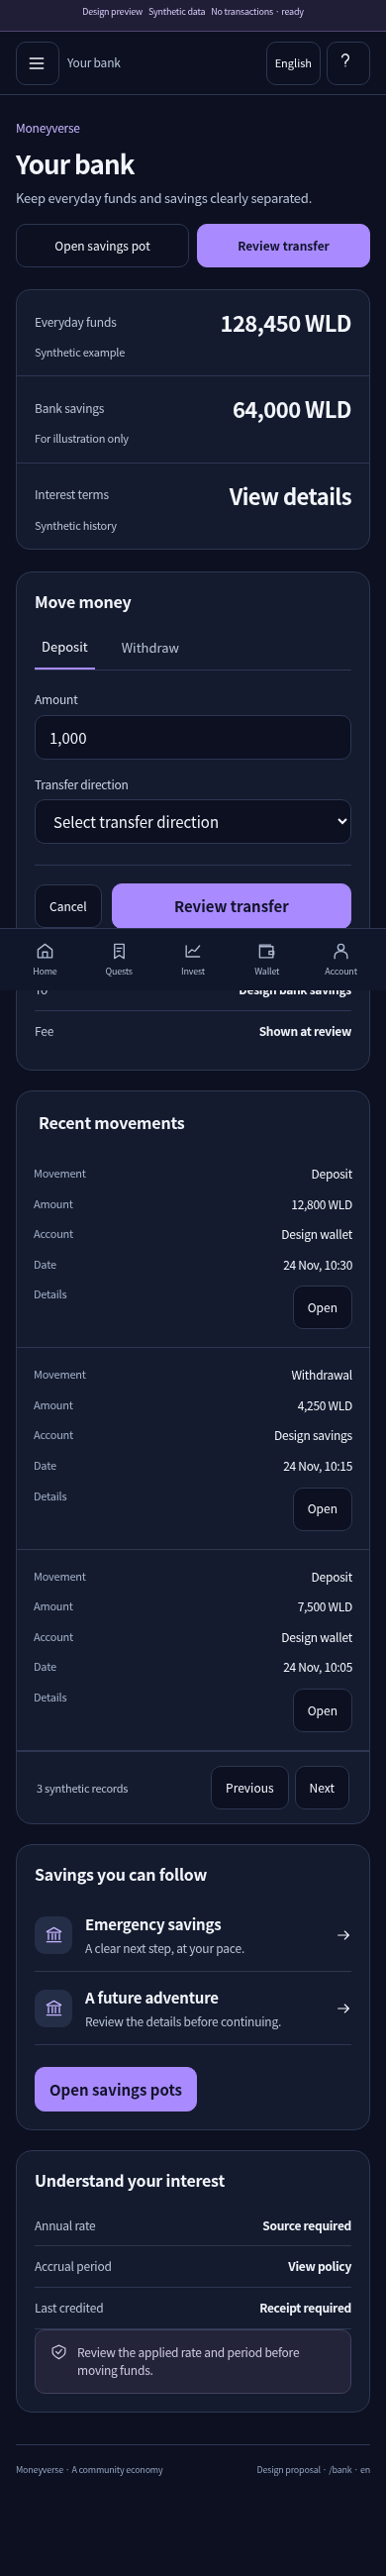 Design preview Synthetic data No transactions · ready
Your bank
English
?
Moneyverse
Your bank
Keep everyday funds and savings clearly separated.
Open savings pot
Review transfer
Everyday funds
128,450 WLD
Synthetic example
Bank savings
64,000 WLD
For illustration only
Interest terms
View details
Synthetic history
Move money
Deposit
Withdraw
Amount
1,000
Transfer direction
Select transfer direction
Cancel
Review transfer
Home
Quests
Invest
Wallet
Account
To
Design bank savings
Fee
Shown at review
Recent movements
Movement
Deposit
Amount
12,800 WLD
Account
Design wallet
Date
24 Nov, 10:30
Details
Open
Movement
Withdrawal
Amount
4,250 WLD
Account
Design savings
Date
24 Nov, 10:15
Details
Open
Movement
Deposit
Amount
7,500 WLD
Account
Design wallet
Date
24 Nov, 10:05
Details
Open
3 synthetic records
Previous
Next
Savings you can follow
Emergency savings
A clear next step, at your pace.
A future adventure
Review the details before continuing.
Open savings pots
Understand your interest
Annual rate
Source required
Accrual period
View policy
Last credited
Receipt required
Review the applied rate and period before
moving funds.
Moneyverse · A community economy
Design proposal · /bank · en